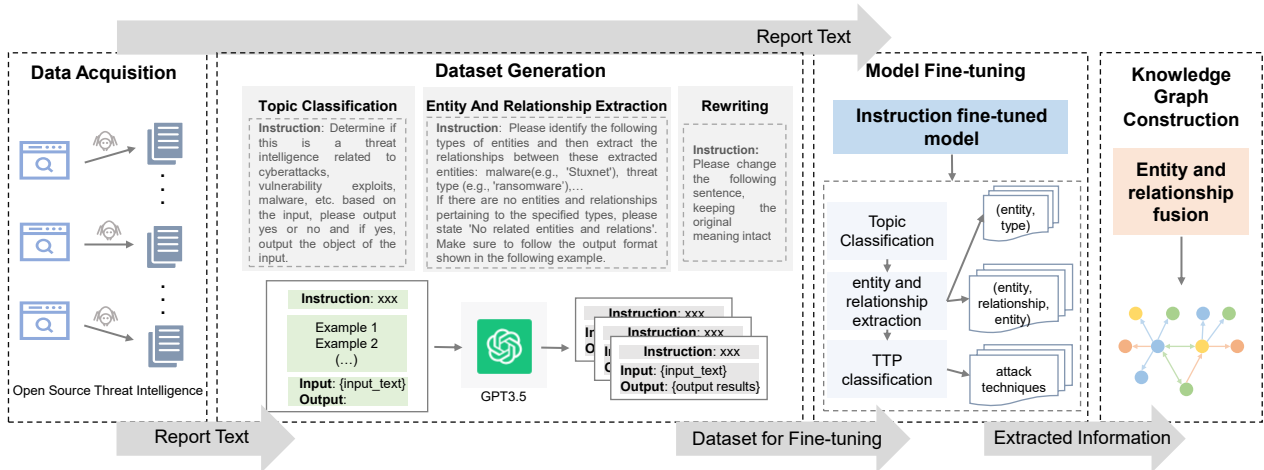 Report Text
Data Acquisition
Open Source Threat Intelligence
Dataset Generation
Topic Classification
Instruction: Determine if
this is a threat
intelligence related to
cyberattacks,
vulnerability exploits,
malware, etc. based on
the input, please output
yes or no and if yes,
output the object of the
input.
Entity And Relationship Extraction
Instruction: Please identify the following
types of entities and then extract the
relationships between these extracted
entities: malware(e.g., 'Stuxnet'), threat
type (e.g., 'ransomware'),...
If there are no entities and relationships
pertaining to the specified types, please
state 'No related entities and relations'.
Make sure to follow the output format
shown in the following example.
Rewriting
Instruction:
Please change
the following
sentence,
keeping the
original
meaning intact
Instruction: xxx
Example 1
Example 2
(...)
Input: {input_text}
Output:
GPT3.5
Instruction: xxx
Instruction: xxx
Instruction: xxx
Input: {input_text}
Output: {output results}
Model Fine-tuning
Instruction fine-tuned
model
Topic
Classification
entity and
relationship
extraction
TTP
classification
(entity,
type)
(entity,
relationship,
entity)
attack
techniques
Knowledge
Graph
Construction
Entity and
relationship
fusion
Report Text
Dataset for Fine-tuning
Extracted Information